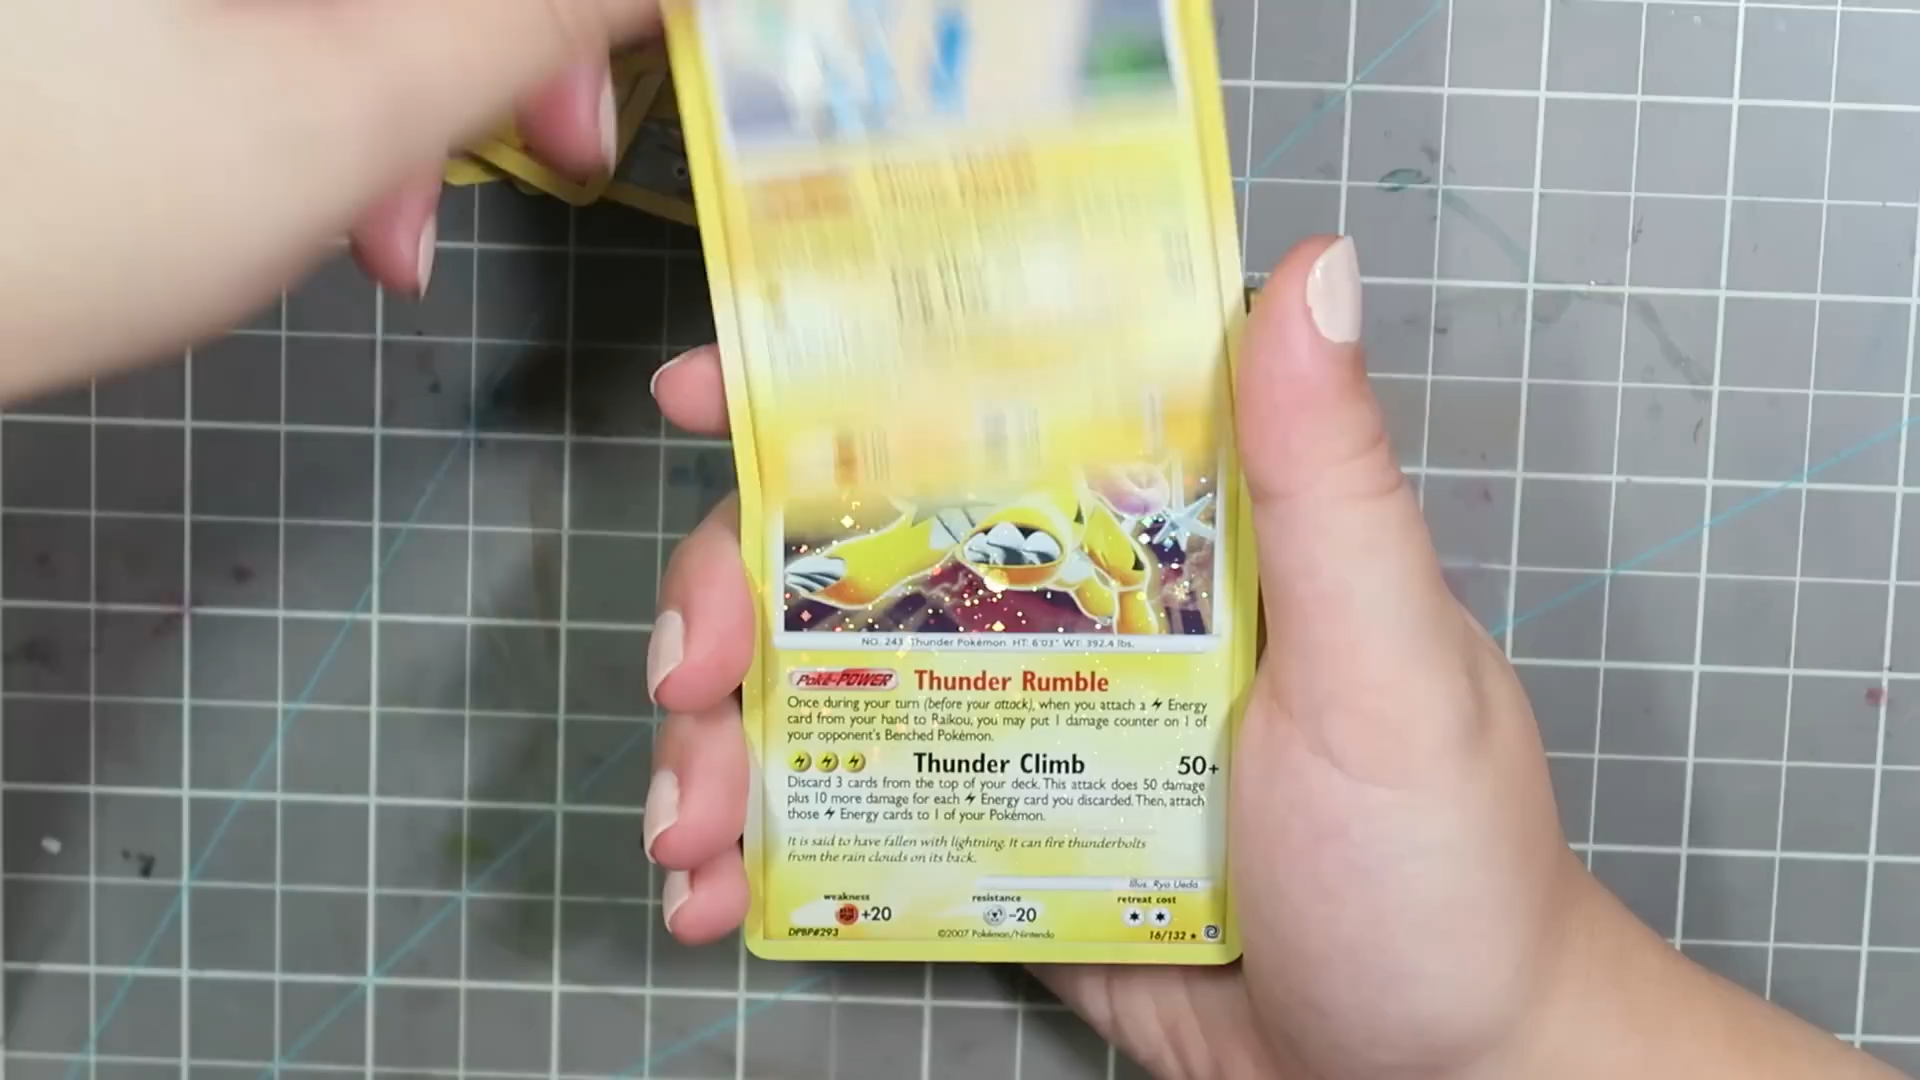 NO. 243 Thunder Pokémon HT: 6'03" WT: 392.4 lbs.
Poké-POWER Thunder Rumble
Once during your turn (before your attack), when you attach a Energy
card from your hand to Raikou, you may put 1 damage counter on 1 of
your opponent's Benched Pokémon.
Thunder Climb 50+
Discard 3 cards from the top of your deck. This attack does 50 damage
plus 10 more damage for each Energy card you discarded. Then, attach
those Energy cards to 1 of your Pokémon.
It is said to have fallen with lightning. It can fire thunderbolts
from the rain clouds on its back.
Illus. Ryo Ueda
weakness resistance retreat cost
+20 -20
DPBP#293 ©2007 Pokémon/Nintendo 16/132